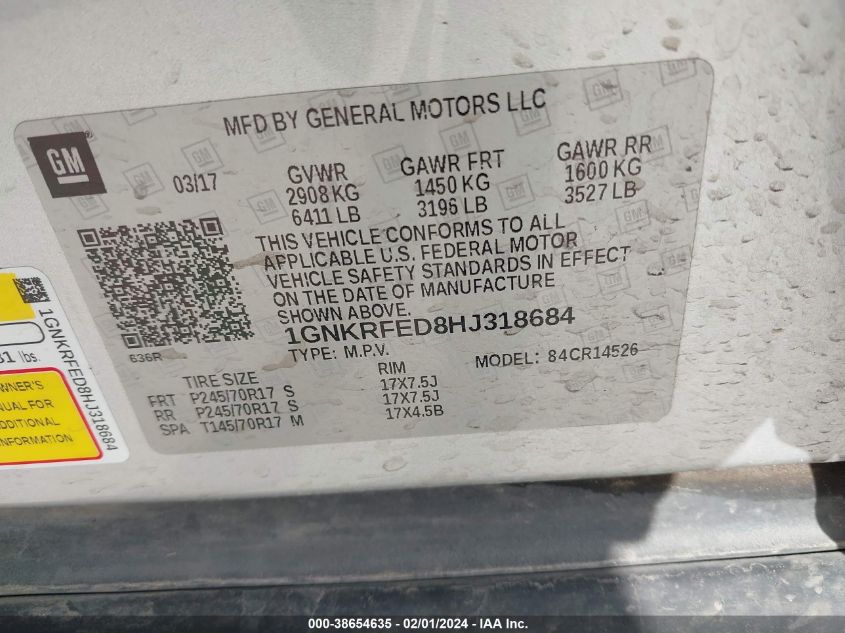 MFD BY GENERAL MOTORS LLC
GM
03/17
GVWR
2908 KG
6411 LB
GAWR FRT
1450 KG
3196 LB
GAWR RR
1600 KG
3527 LB
THIS VEHICLE CONFORMS TO ALL
APPLICABLE U.S. FEDERAL MOTOR
VEHICLE SAFETY STANDARDS IN EFFECT
ON THE DATE OF MANUFACTURE
SHOWN ABOVE.
1GNKRFED8HJ318684
636R
TYPE: M.P.V.
MODEL: 84CR14526
TIRE SIZE RIM
FRT P245/70R17 S 17X7.5J
RR P245/70R17 S 17X7.5J
SPA T145/70R17 M 17X4.5B
1GNKRFED8HJ318684
lbs.
FOR
ADDITIONAL
INFORMATION
000-38654635 - 02/01/2024 - IAA Inc.